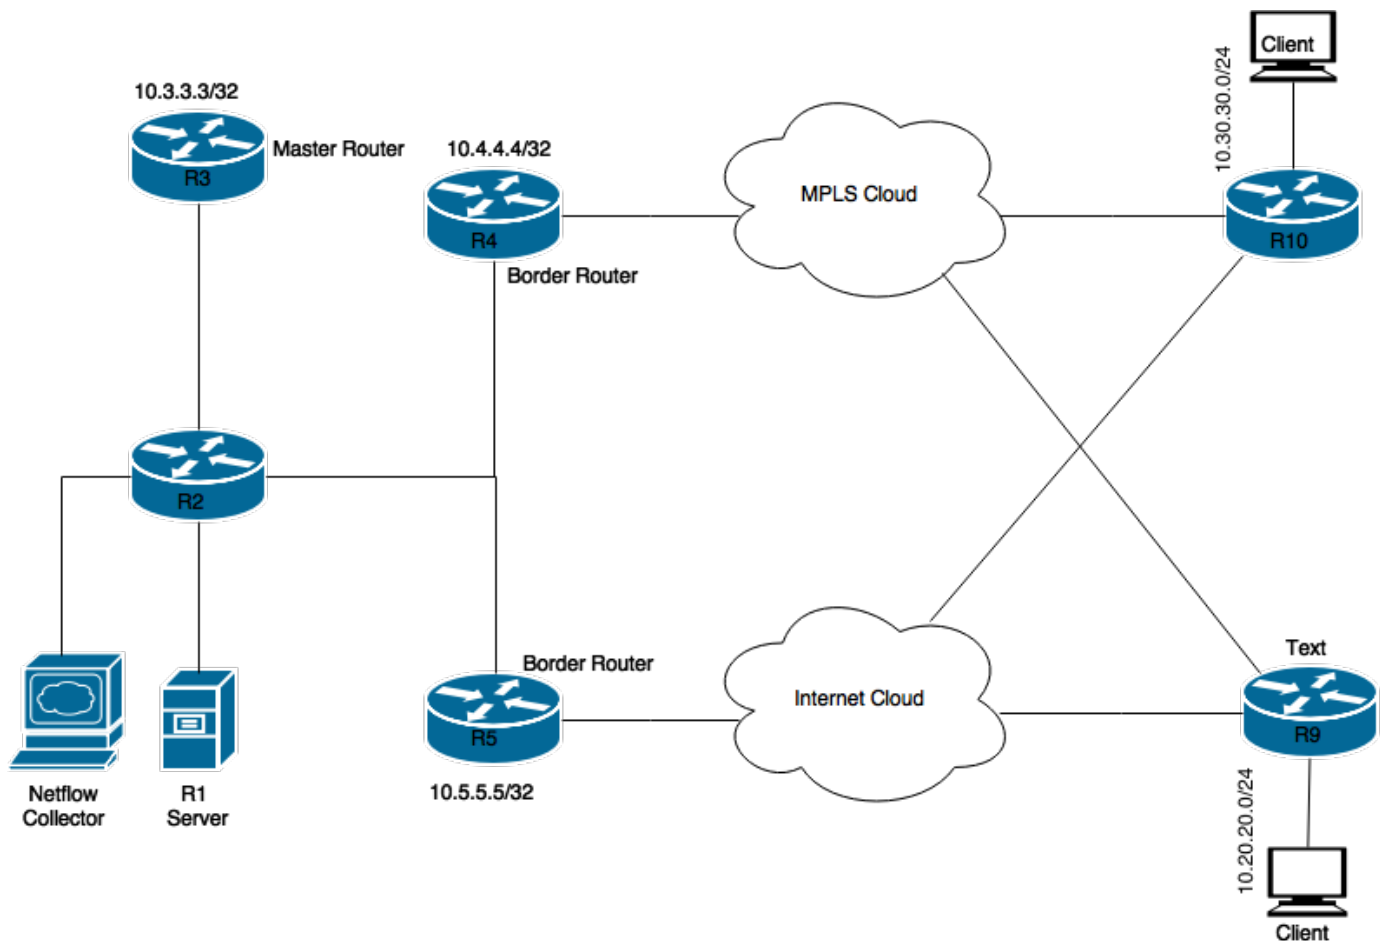 Client
10.30.30.0/24
10.3.3.3/32
Master Router
R3
10.4.4.4/32
MPLS Cloud
R4
R10
Border Router
R2
Border Router
Text
Internet Cloud
R5
R9
10.5.5.5/32
Netflow
Collector
R1
Server
10.20.20.0/24
Client